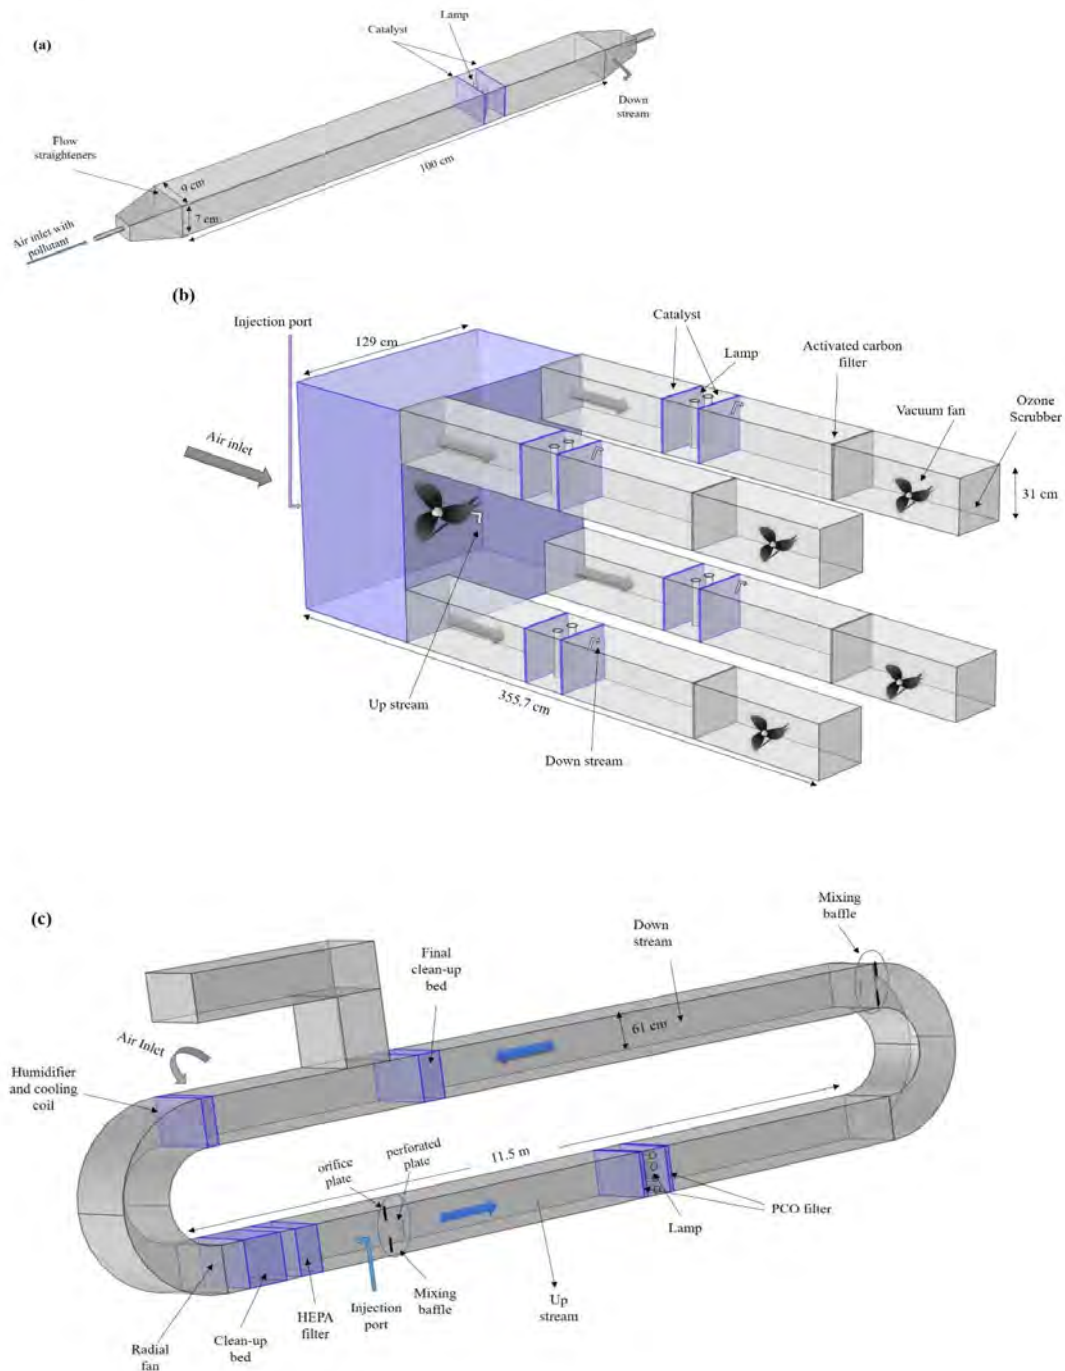 (a)
Lamp
Catalyst
Down
stream
Flow
straighteners
9 cm
100 cm
7 cm
Air inlet with
pollutant
(b)
Injection port
129 cm
Catalyst
Lamp
Activated carbon
filter
Vacuum fan
Ozone
Scrubber
Air inlet
31 cm
Up stream
355.7 cm
Down stream
(c)
Mixing
baffle
Down
stream
Final
clean-up
bed
61 cm
Air Inlet
Humidifier
and cooling
coil
orifice
plate
perforated
plate
11.5 m
PCO filter
Lamp
Up
stream
Mixing
baffle
Injection
port
HEPA
filter
Clean-up
bed
Radial
fan